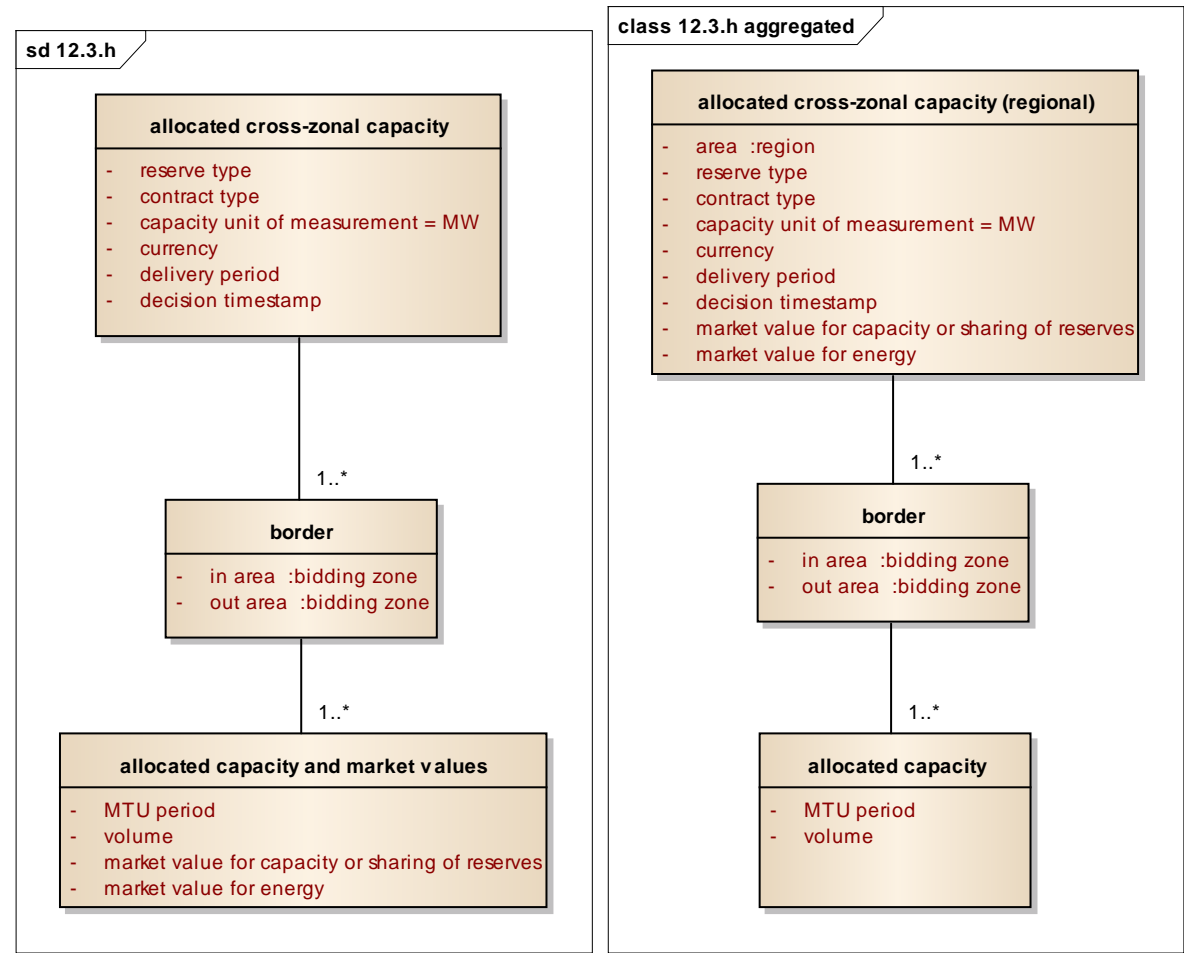 sd 12.3.h
allocated cross-zonal capacity
- reserve type
- contract type
- capacity unit of measurement = MW
- currency
- delivery period
- decision timestamp
1..*
border
- in area :bidding zone
- out area :bidding zone
1..*
allocated capacity and market values
- MTU period
- volume
- market value for capacity or sharing of reserves
- market value for energy
class 12.3.h aggregated
allocated cross-zonal capacity (regional)
- area :region
- reserve type
- contract type
- capacity unit of measurement = MW
- currency
- delivery period
- decision timestamp
- market value for capacity or sharing of reserves
- market value for energy
1..*
border
- in area :bidding zone
- out area :bidding zone
1..*
allocated capacity
- MTU period
- volume